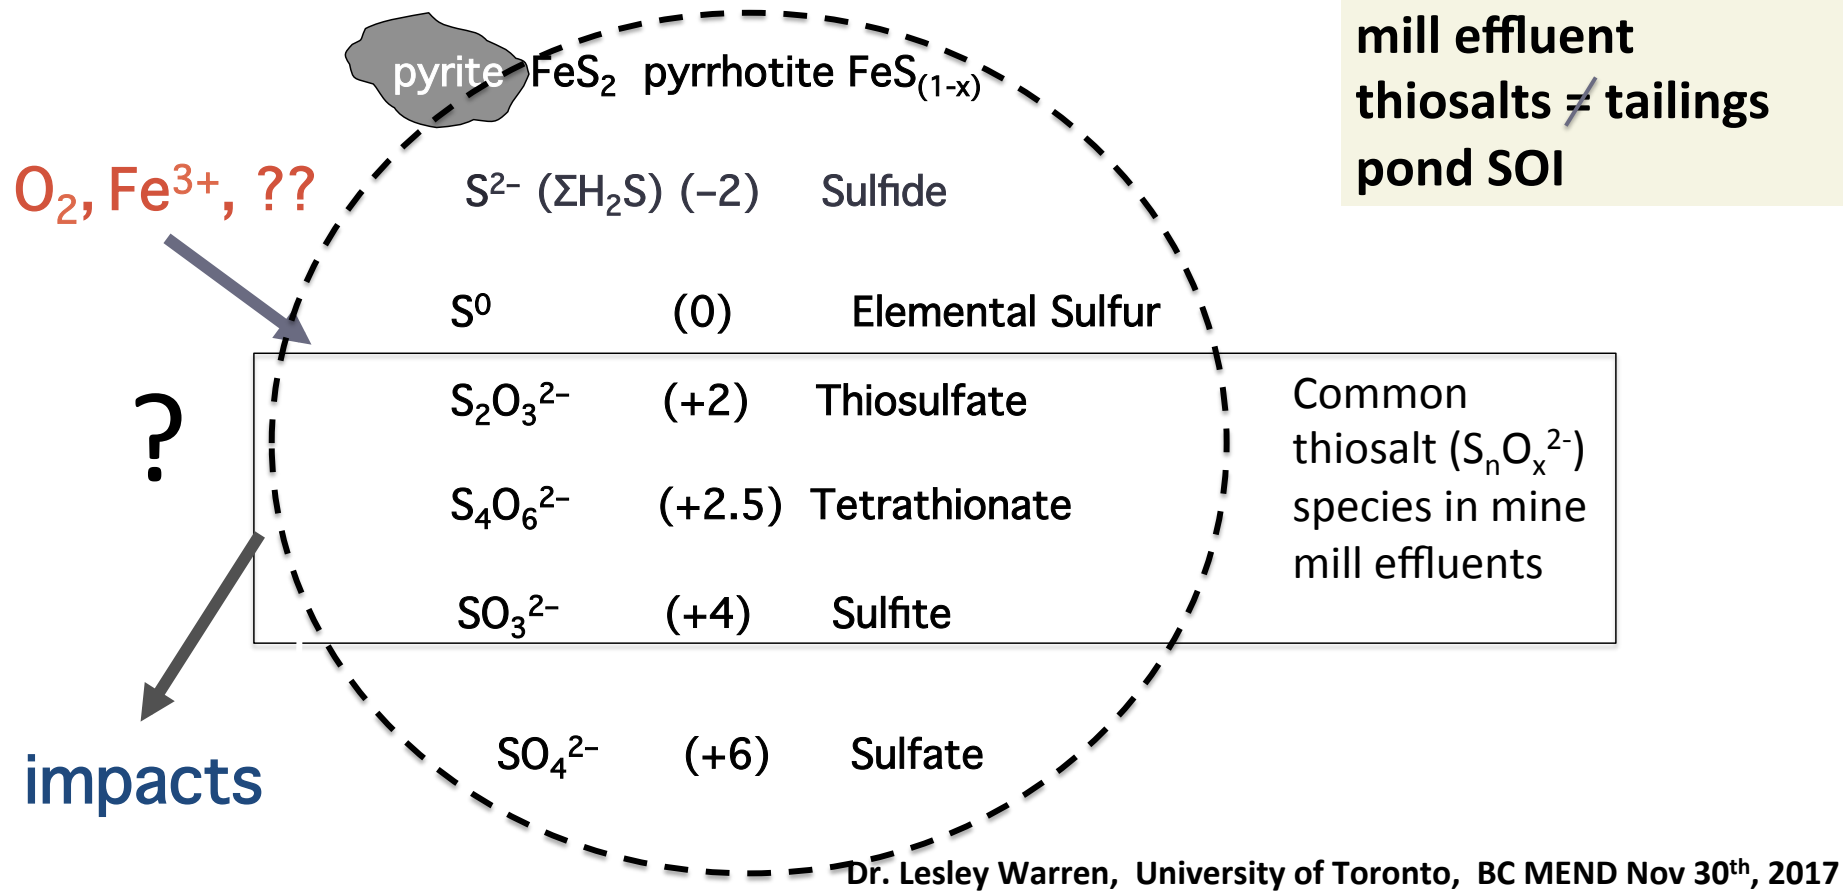 mill effluent
thiosalts ≠ tailings
pond SOI
pyrite FeS₂ pyrrhotite FeS₍₁₋ₓ₎
O₂, Fe³⁺, ??
S²⁻ (ΣH₂S) (–2) Sulfide
S⁰ (0) Elemental Sulfur
?
S₂O₃²⁻ (+2) Thiosulfate
S₄O₆²⁻ (+2.5) Tetrathionate
SO₃²⁻ (+4) Sulfite
Common
thiosalt (SₙOₓ²⁻)
species in mine
mill effluents
SO₄²⁻ (+6) Sulfate
impacts
Dr. Lesley Warren, University of Toronto, BC MEND Nov 30ᵗʰ, 2017